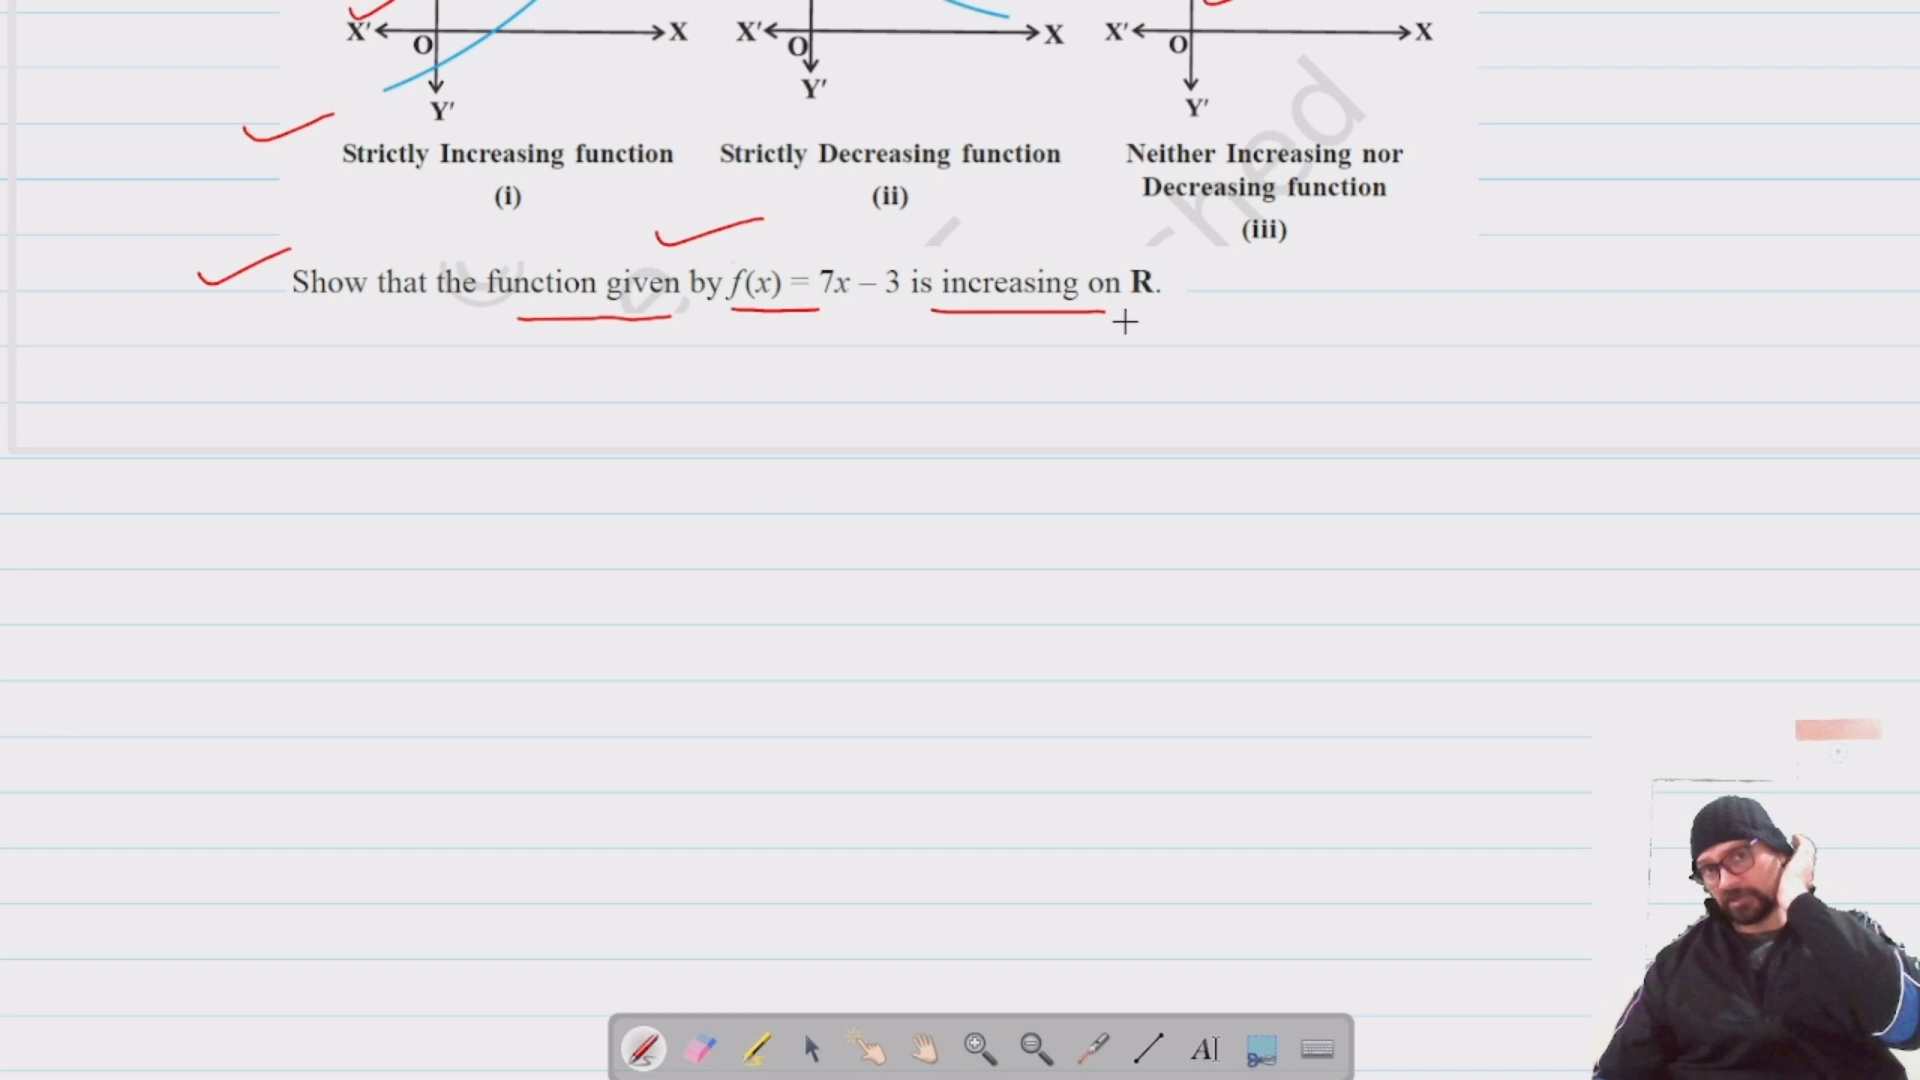 X′ O X X′ O X X′ O X
Y′ Y′ Y′
Strictly Increasing function Strictly Decreasing function Neither Increasing nor
Decreasing function
(i) (ii) (iii)
Show that the function given by f(x) = 7x – 3 is increasing on R.
AI